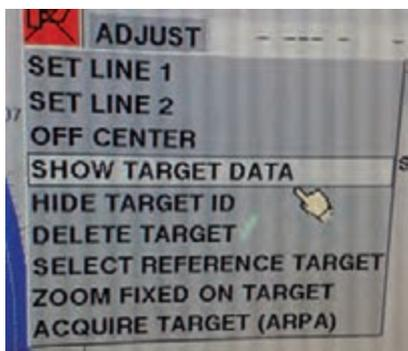 ADJUST
SET LINE 1
SET LINE 2
OFF CENTER
SHOW TARGET DATA
HIDE TARGET ID
DELETE TARGET
SELECT REFERENCE TARGET
ZOOM FIXED ON TARGET
ACQUIRE TARGET (ARPA)